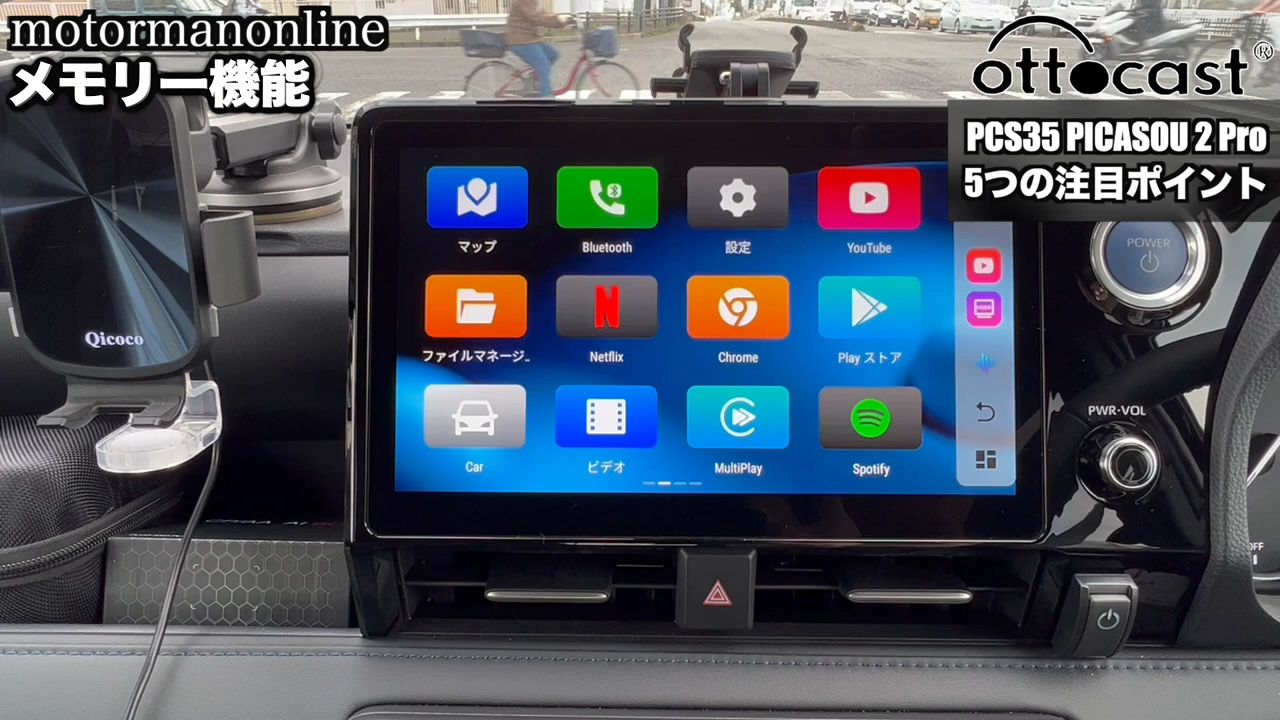 motormanonline
メモリー機能
ottocast®
PCS35 PICASOU 2 Pro
5つの注目ポイント
マップ
Bluetooth
設定
YouTube
ファイルマネージ..
Netflix
Chrome
Play ストア
Car
ビデオ
MultiPlay
Spotify
Qicoco
POWER
PWR·VOL
OFF